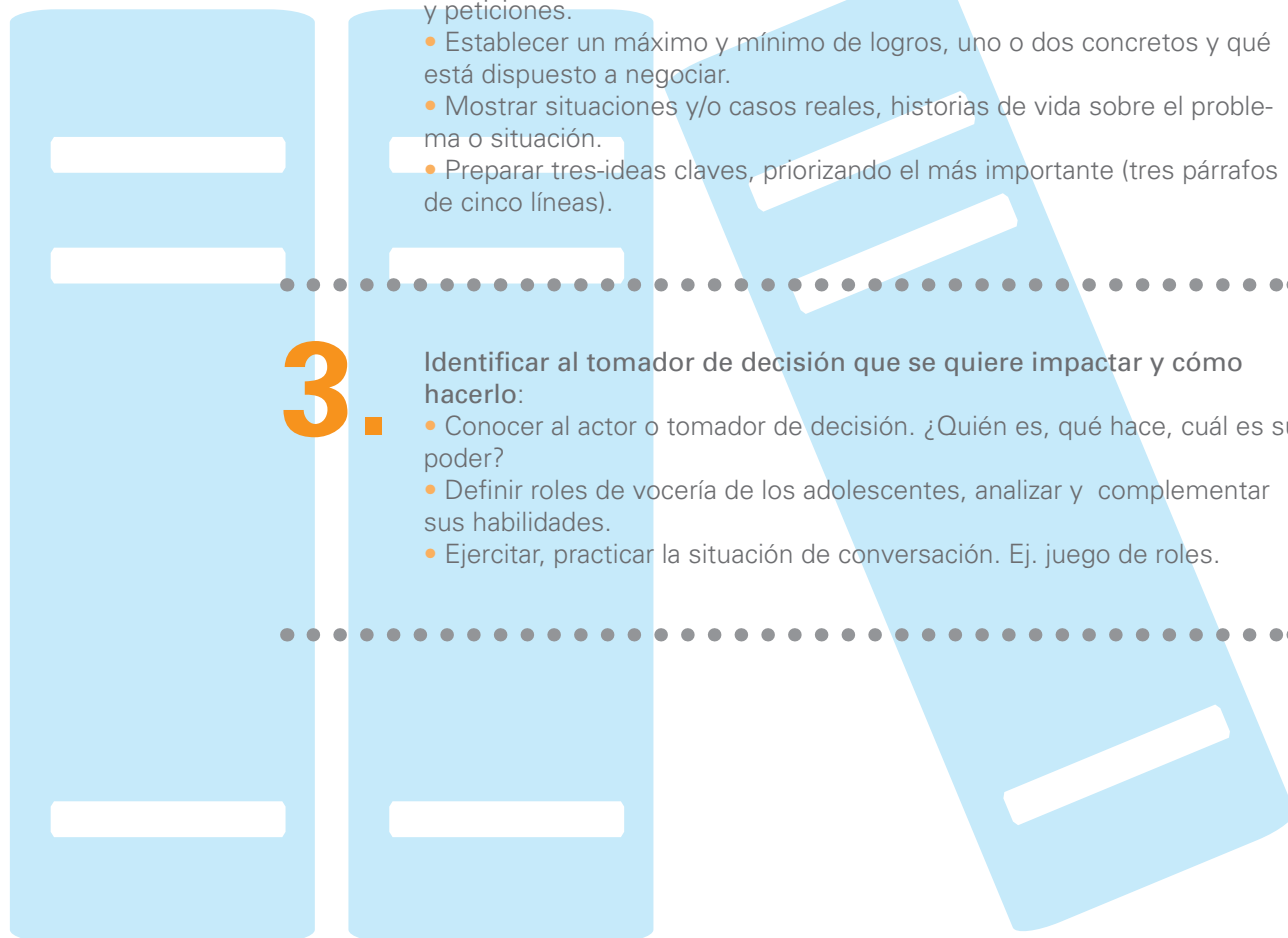 y peticiones.
• Establecer un máximo y mínimo de logros, uno o dos concretos y qué
está dispuesto a negociar.
• Mostrar situaciones y/o casos reales, historias de vida sobre el proble-
ma o situación.
• Preparar tres-ideas claves, priorizando el más importante (tres párrafos
de cinco líneas).
3.
Identificar al tomador de decisión que se quiere impactar y cómo
hacerlo:
• Conocer al actor o tomador de decisión. ¿Quién es, qué hace, cuál es su
poder?
• Definir roles de vocería de los adolescentes, analizar y complementar
sus habilidades.
• Ejercitar, practicar la situación de conversación. Ej. juego de roles.